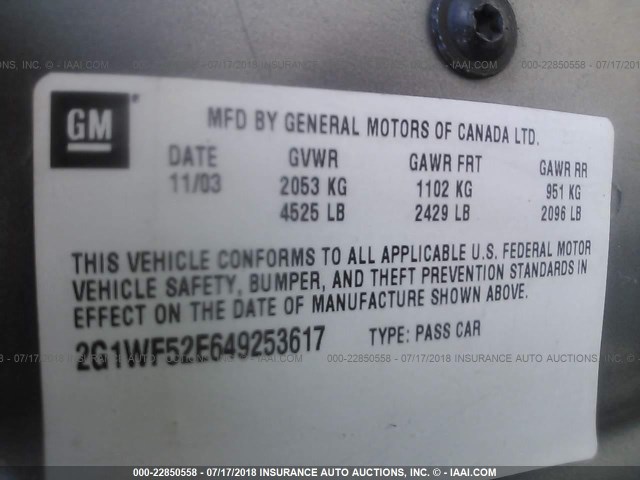 GM
MFD BY GENERAL MOTORS OF CANADA LTD.
DATE GVWR GAWR FRT GAWR RR
11/03 2053 KG 1102 KG 951 KG
4525 LB 2429 LB 2096 LB
THIS VEHICLE CONFORMS TO ALL APPLICABLE U.S. FEDERAL MOTOR
VEHICLE SAFETY, BUMPER, AND THEFT PREVENTION STANDARDS IN
EFFECT ON THE DATE OF MANUFACTURE SHOWN ABOVE.
2G1WF52E649253617 TYPE: PASS CAR
000-22850558 - 07/17/2018 INSURANCE AUTO AUCTIONS, INC. - IAAI.COM